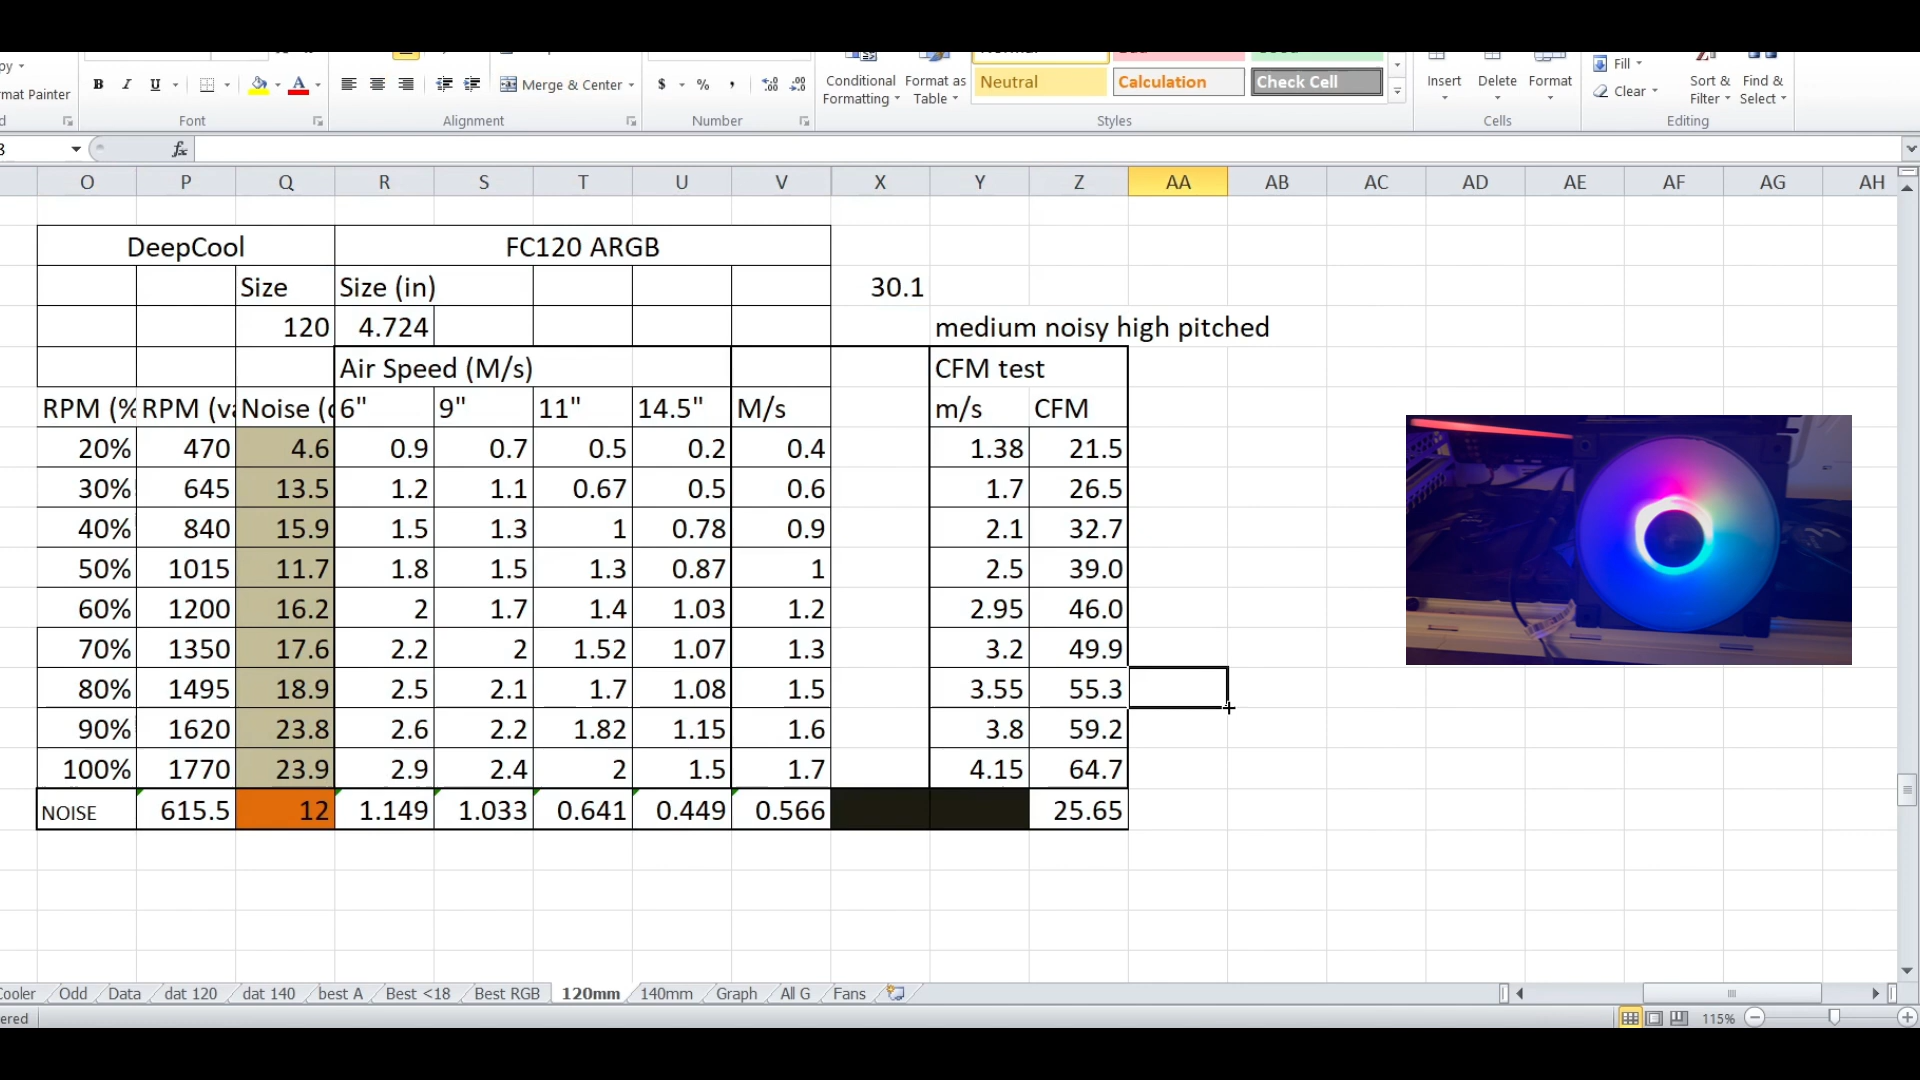 Conditional Format as
Formatting Table
Neutral Calculation Check Cell
Insert Delete Format
Fill
Clear
Sort & Find &
Filter Select
B I U A Merge & Center $ % ,
Font Alignment Number Styles Cells Editing
fx
O P Q R S T U V X Y Z AA AB AC AD AE AF AG AH
DeepCool FC120 ARGB
Size Size (in) 30.1
120 4.724 medium noisy high pitched
Air Speed (M/s) CFM test
RPM (% RPM (va Noise (d 6" 9" 11" 14.5" M/s m/s CFM
20% 470 4.6 0.9 0.7 0.5 0.2 0.4 1.38 21.5
30% 645 13.5 1.2 1.1 0.67 0.5 0.6 1.7 26.5
40% 840 15.9 1.5 1.3 1 0.78 0.9 2.1 32.7
50% 1015 11.7 1.8 1.5 1.3 0.87 1 2.5 39.0
60% 1200 16.2 2 1.7 1.4 1.03 1.2 2.95 46.0
70% 1350 17.6 2.2 2 1.52 1.07 1.3 3.2 49.9
80% 1495 18.9 2.5 2.1 1.7 1.08 1.5 3.55 55.3
90% 1620 23.8 2.6 2.2 1.82 1.15 1.6 3.8 59.2
100% 1770 23.9 2.9 2.4 2 1.5 1.7 4.15 64.7
NOISE 615.5 12 1.149 1.033 0.641 0.449 0.566 25.65
Cooler Odd Data dat 120 dat 140 best A Best <18 Best RGB 120mm 140mm Graph All G Fans
115%